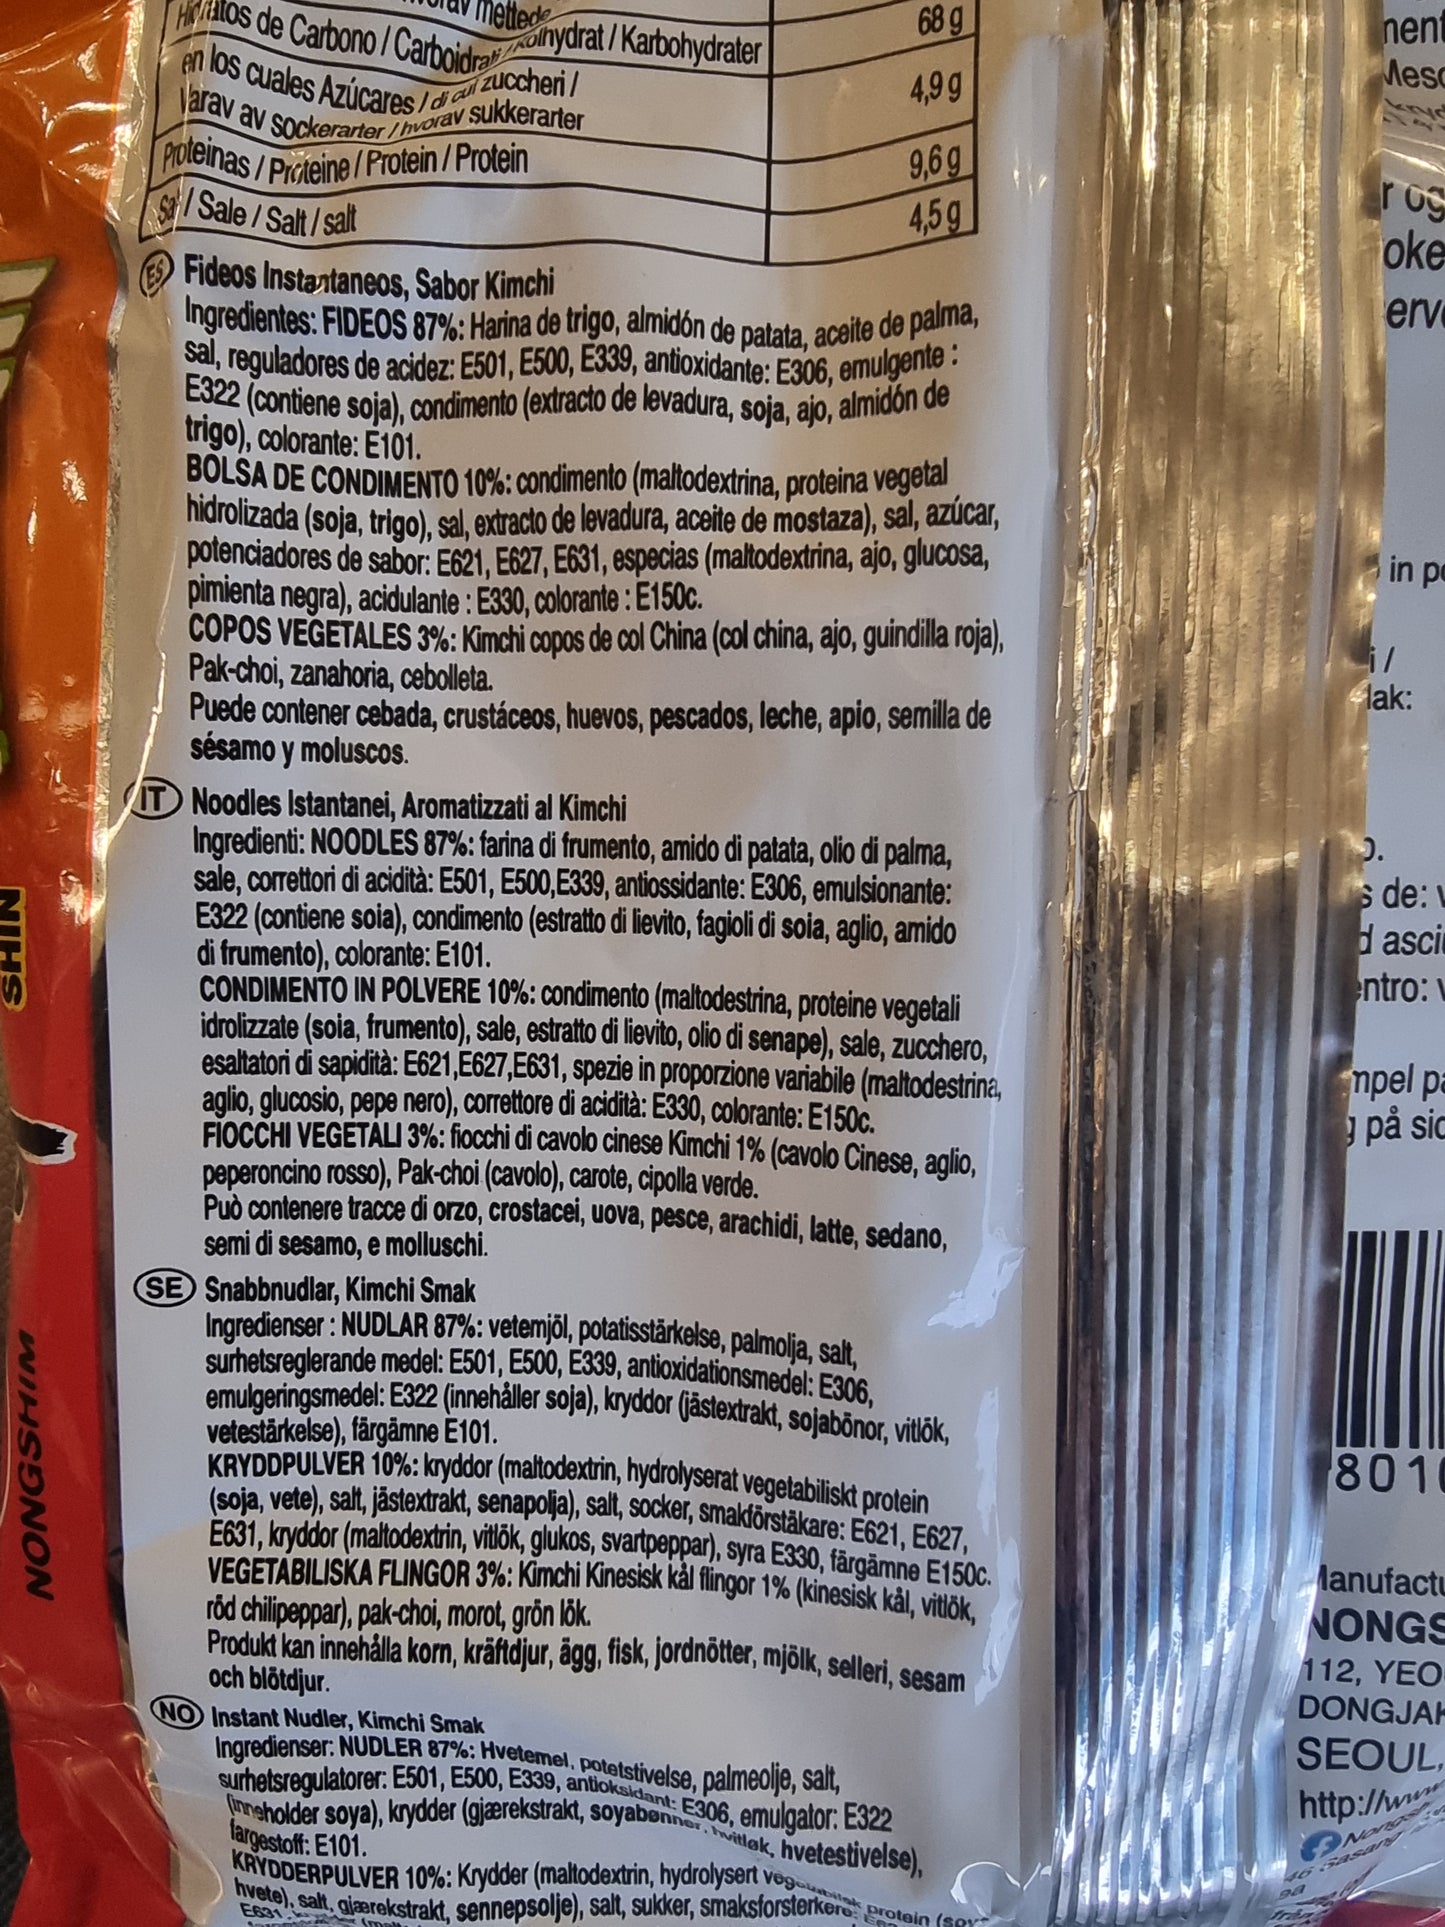 mettede
68 g
Hidratos de Carbono / Carboidrati / Kolhydrat / Karbohydrater
en los cuales Azúcares / di cui zuccheri /
Varav av sockerarter / hvorav sukkerarter
4,9 g
Proteinas / Proteine / Protein / Protein
9,6 g
Sal / Sale / Salt / salt
4,5 g
ES Fideos Instantaneos, Sabor Kimchi
Ingredientes: FIDEOS 87%: Harina de trigo, almidón de patata, aceite de palma,
sal, reguladores de acidez: E501, E500, E339, antioxidante: E306, emulgente :
E322 (contiene soja), condimento (extracto de levadura, soja, ajo, almidón de
trigo), colorante: E101.
BOLSA DE CONDIMENTO 10%: condimento (maltodextrina, proteina vegetal
hidrolizada (soja, trigo), sal, extracto de levadura, aceite de mostaza), sal, azúcar,
potenciadores de sabor: E621, E627, E631, especias (maltodextrina, ajo, glucosa,
pimienta negra), acidulante : E330, colorante : E150c.
COPOS VEGETALES 3%: Kimchi copos de col China (col china, ajo, guindilla roja),
Pak-choi, zanahoria, cebolleta.
Puede contener cebada, crustáceos, huevos, pescados, leche, apio, semilla de
sésamo y moluscos.
IT Noodles Istantanei, Aromatizzati al Kimchi
Ingredienti: NOODLES 87%: farina di frumento, amido di patata, olio di palma,
sale, correttori di acidità: E501, E500,E339, antiossidante: E306, emulsionante:
E322 (contiene soia), condimento (estratto di lievito, fagioli di soia, aglio, amido
di frumento), colorante: E101.
CONDIMENTO IN POLVERE 10%: condimento (maltodestrina, proteine vegetali
idrolizzate (soia, frumento), sale, estratto di lievito, olio di senape), sale, zucchero,
esaltatori di sapidità: E621,E627,E631, spezie in proporzione variabile (maltodestrina,
aglio, glucosio, pepe nero), correttore di acidità: E330, colorante: E150c.
FIOCCHI VEGETALI 3%: fiocchi di cavolo cinese Kimchi 1% (cavolo Cinese, aglio,
peperoncino rosso), Pak-choi (cavolo), carote, cipolla verde.
Può contenere tracce di orzo, crostacei, uova, pesce, arachidi, latte, sedano,
semi di sesamo, e molluschi.
SE Snabbnudlar, Kimchi Smak
Ingredienser : NUDLAR 87%: vetemjöl, potatisstärkelse, palmolja, salt,
surhetsreglerande medel: E501, E500, E339, antioxidationsmedel: E306,
emulgeringsmedel: E322 (innehåller soja), kryddor (jästextrakt, sojabönor, vitlök,
vetestärkelse), färgämne E101.
KRYDDPULVER 10%: kryddor (maltodextrin, hydrolyserat vegetabiliskt protein
(soja, vete), salt, jästextrakt, senapolja), salt, socker, smakförstäkare: E621, E627,
E631, kryddor (maltodextrin, vitlök, glukos, svartpeppar), syra E330, färgämne E150c.
VEGETABILISKA FLINGOR 3%: Kimchi Kinesisk kål flingor 1% (kinesisk kål, vitlök,
röd chilipeppar), pak-choi, morot, grön lök.
Produkt kan innehålla korn, kräftdjur, ägg, fisk, jordnötter, mjölk, selleri, sesam
och blötdjur.
NO Instant Nudler, Kimchi Smak
Ingredienser: NUDLER 87%: Hvetemel, potetstivelse, palmeolje, salt,
surhetsregulatorer: E501, E500, E339, antioksidant: E306, emulgator: E322
(inneholder soya), krydder (gjærekstrakt, soyabønner, hvitløk, hvetestivelse),
fargestoff: E101.
KRYDDERPULVER 10%: Krydder (maltodextrin, hydrolysert vegetabilsk protein (soy
hvete), salt, gjærekstrakt, sennepsolje), salt, sukker, smaksforsterkere:
E631,
SHIN
NONGSHIM
r og
in
i /
lak:
s de:
d
mpel
på
801
Manufactu
NONGS
112, YEO
DONGJAK
SEOUL,
http://www